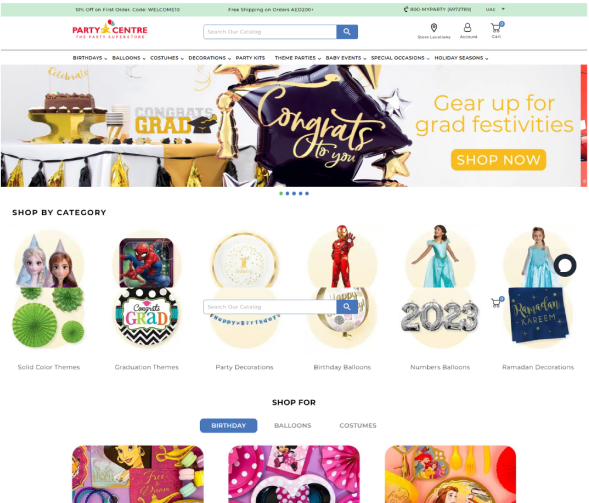 10% Off on First Order. Code: WELCOME10
Free Shipping on Orders AED200+
800-MYPARTY (6972789)
UAE
PARTY CENTRE
THE PARTY SUPERSTORE
Search Our Catalog
Store Locations
Account
Cart
BIRTHDAYS BALLOONS COSTUMES DECORATIONS PARTY KITS THEME PARTIES BABY EVENTS SPECIAL OCCASIONS HOLIDAY SEASONS
Celebrate
CONGRATS
GRAD
Congrats
To you
Gear up for
grad festivities
SHOP NOW
SHOP BY CATEGORY
Congrats
GRAD
Search Our Catalog
HAPPY BIRTHDAY
Happy
2023
Ramadan
KAREEM
Solid Color Themes
Graduation Themes
Party Decorations
Birthday Balloons
Numbers Balloons
Ramadan Decorations
SHOP FOR
BIRTHDAY
BALLOONS
COSTUMES